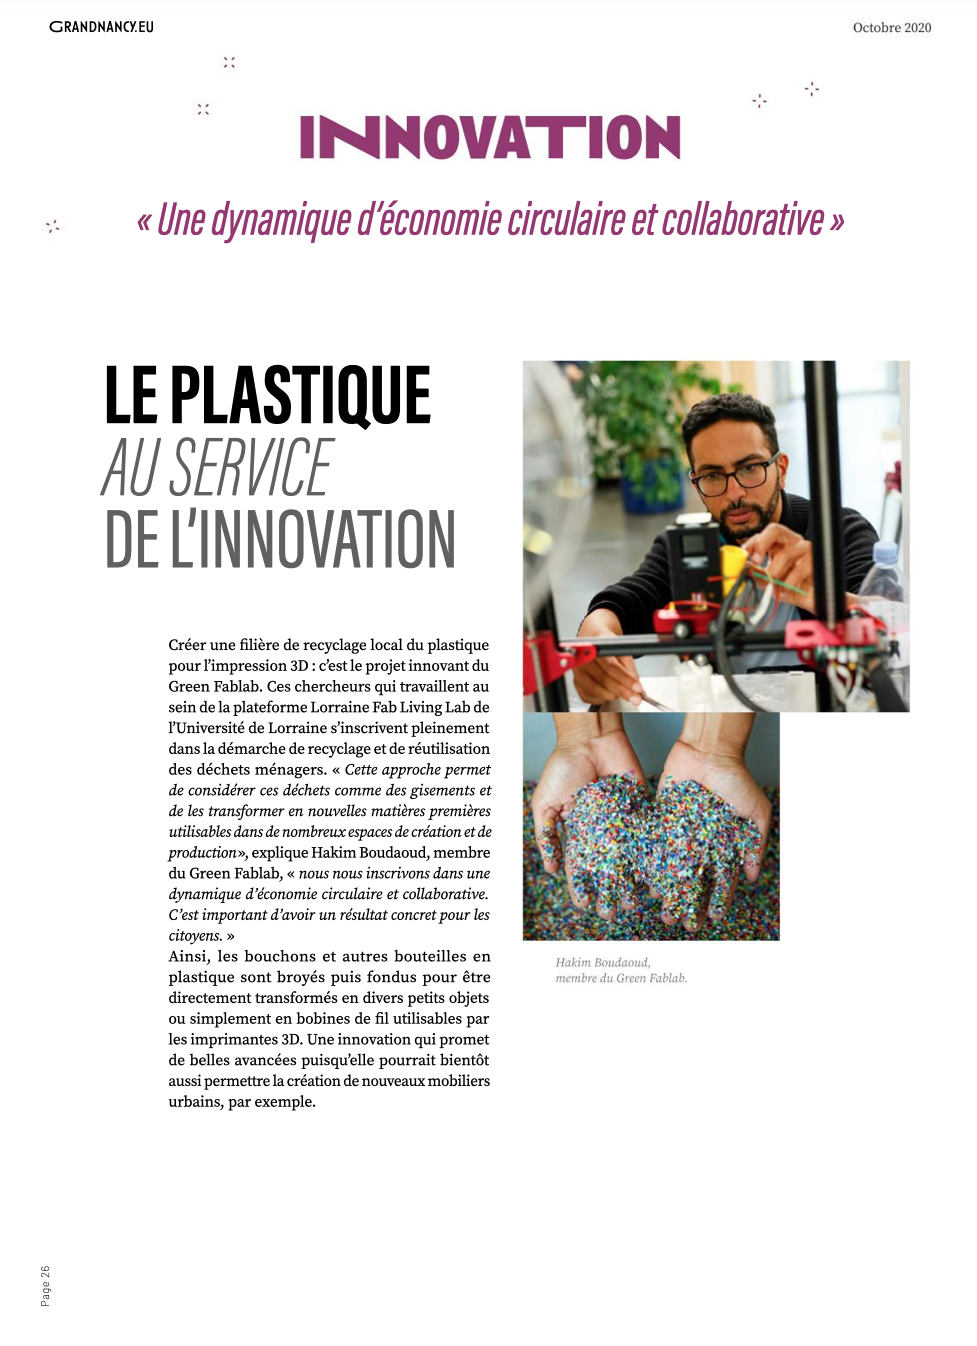 GRANDNANCY.EU
Octobre 2020
INNOVATION
« Une dynamique d’économie circulaire et collaborative »
LE PLASTIQUE
AU SERVICE
DE L’INNOVATION
Créer une filière de recyclage local du plastique
pour l’impression 3D : c’est le projet innovant du
Green Fablab. Ces chercheurs qui travaillent au
sein de la plateforme Lorraine Fab Living Lab de
l’Université de Lorraine s’inscrivent pleinement
dans la démarche de recyclage et de réutilisation
des déchets ménagers. « Cette approche permet
de considérer ces déchets comme des gisements et
de les transformer en nouvelles matières premières
utilisables dans de nombreux espaces de création et de
production», explique Hakim Boudaoud, membre
du Green Fablab, « nous nous inscrivons dans une
dynamique d’économie circulaire et collaborative.
C’est important d’avoir un résultat concret pour les
citoyens. »
Ainsi, les bouchons et autres bouteilles en
plastique sont broyés puis fondus pour être
directement transformés en divers petits objets
ou simplement en bobines de fil utilisables par
les imprimantes 3D. Une innovation qui promet
de belles avancées puisqu’elle pourrait bientôt
aussi permettre la création de nouveaux mobiliers
urbains, par exemple.
Hakim Boudaoud,
membre du Green Fablab.
Page 26